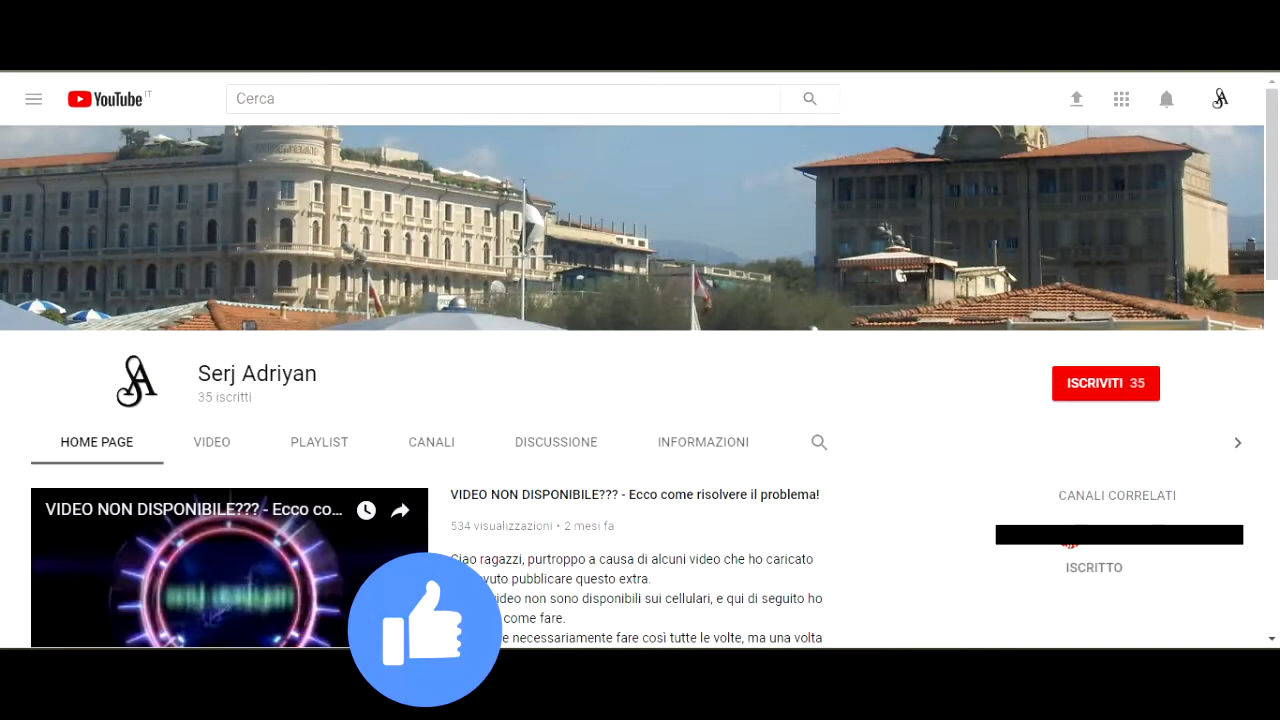 YouTube IT
Cerca
Serj Adriyan
35 iscritti
ISCRIVITI 35
HOME PAGE
VIDEO
PLAYLIST
CANALI
DISCUSSIONE
INFORMAZIONI
VIDEO NON DISPONIBILE??? - Ecco co...
VIDEO NON DISPONIBILE??? - Ecco come risolvere il problema!
534 visualizzazioni • 2 mesi fa
Ciao ragazzi, purtroppo a causa di alcuni video che ho caricato
pubblicare questo extra.
non sono disponibili sui cellulari, e qui di seguito ho
come fare.
necessariamente fare così tutte le volte, ma una volta
CANALI CORRELATI
ISCRITTO